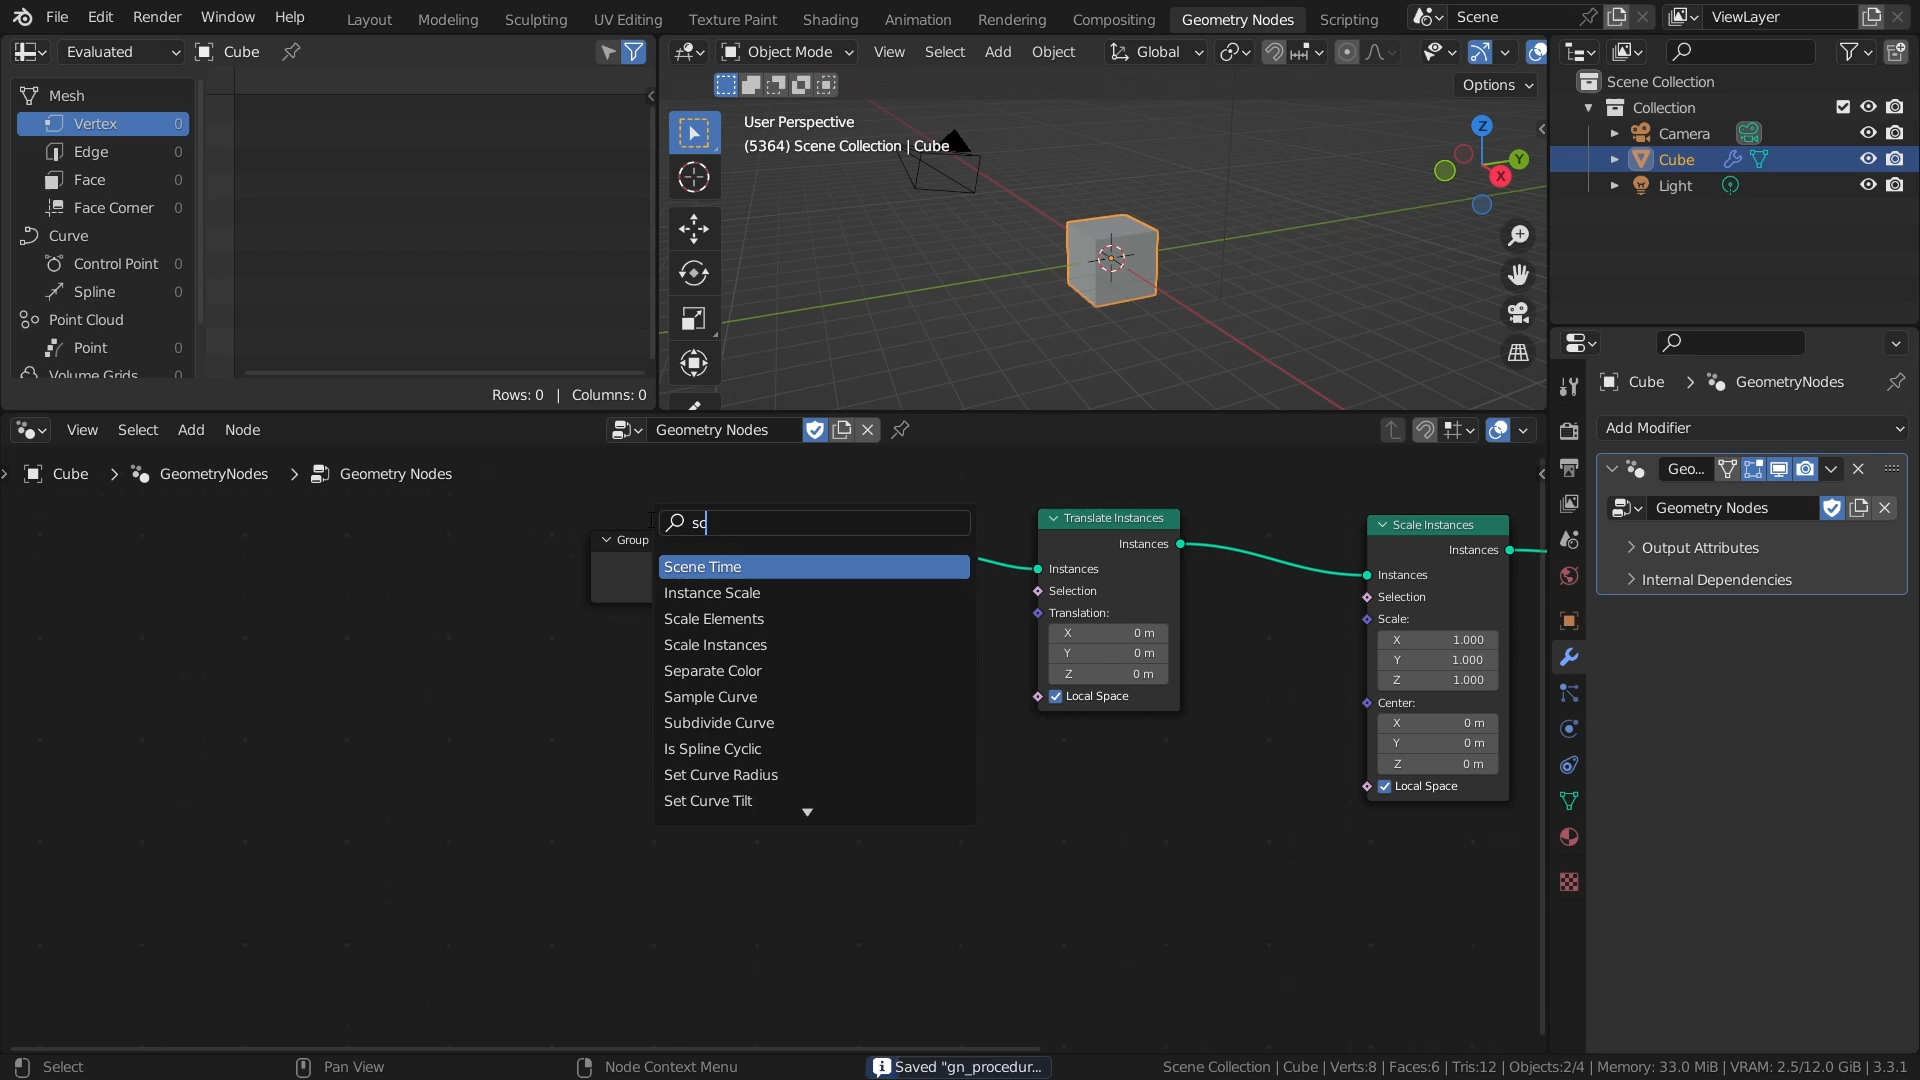 File Edit Render Window Help
Layout Modeling Sculpting UV Editing Texture Paint Shading Animation Rendering Compositing Geometry Nodes Scripting
Scene
ViewLayer
Evaluated
Cube
Object Mode
View Select Add Object
Global
Options
Mesh
Vertex 0
Edge 0
Face 0
Face Corner 0
Curve
Control Point 0
Spline 0
Point Cloud
Point 0
Volume Grids
Rows: 0 | Columns: 0
User Perspective
(5364) Scene Collection | Cube
Z
Y
X
Scene Collection
Collection
Camera
Cube
Light
Cube > GeometryNodes
Add Modifier
Geo...
Geometry Nodes
> Output Attributes
> Internal Dependencies
View Select Add Node
Geometry Nodes
Cube > GeometryNodes > Geometry Nodes
Group
sc
Scene Time
Instance Scale
Scale Elements
Scale Instances
Separate Color
Sample Curve
Subdivide Curve
Is Spline Cyclic
Set Curve Radius
Set Curve Tilt
Translate Instances
Instances
Instances
Selection
Translation:
X 0 m
Y 0 m
Z 0 m
Local Space
Scale Instances
Instances
Instances
Selection
Scale:
X 1.000
Y 1.000
Z 1.000
Center:
X 0 m
Y 0 m
Z 0 m
Local Space
Select
Pan View
Node Context Menu
Saved "gn_procedur...
Scene Collection | Cube | Verts:8 | Faces:6 | Tris:12 | Objects:2/4 | Memory: 33.0 MiB | VRAM: 2.5/12.0 GiB | 3.3.1